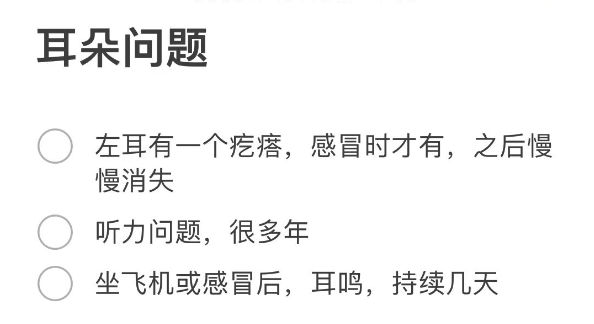 耳朵问题
左耳有一个疙瘩，感冒时才有，之后慢
慢消失
听力问题，很多年
坐飞机或感冒后，耳鸣，持续几天